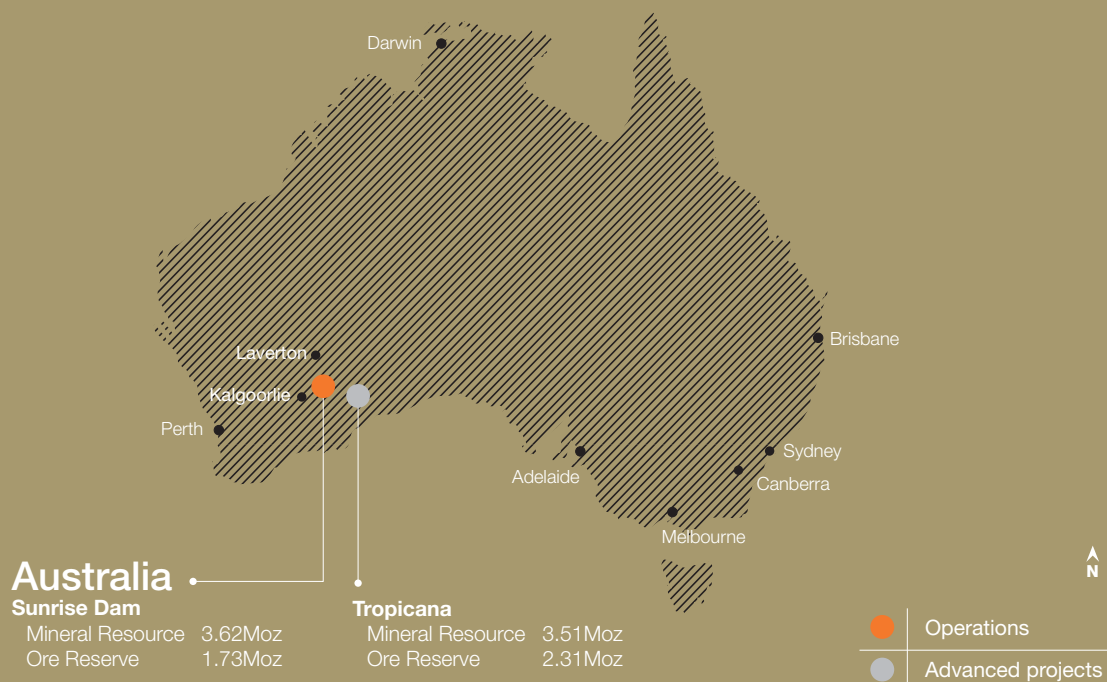 Darwin
Laverton
Kalgoorlie
Perth
Brisbane
Sydney
Canberra
Adelaide
Melbourne
N
Australia
Sunrise Dam
Mineral Resource 3.62Moz
Ore Reserve 1.73Moz
Tropicana
Mineral Resource 3.51Moz
Ore Reserve 2.31Moz
Operations
Advanced projects